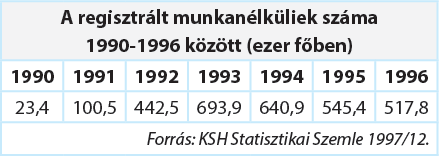 A regisztrált munkanélküliek száma
1990-1996 között (ezer főben)
1990 1991 1992 1993 1994 1995 1996
23,4 100,5 442,5 693,9 640,9 545,4 517,8
Forrás: KSH Statisztikai Szemle 1997/12.